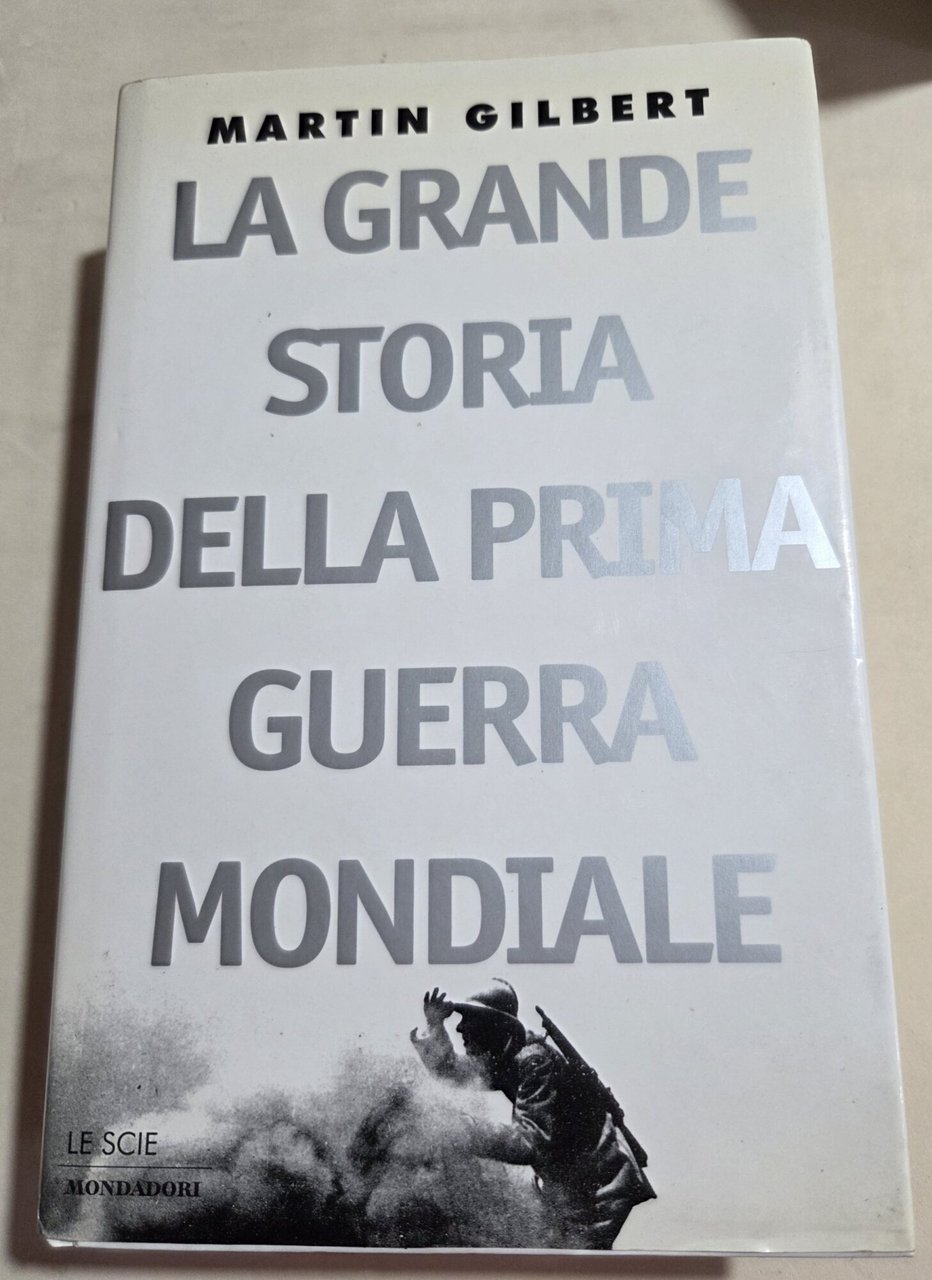 MARTIN GILBERT
LA GRANDE
STORIA
DELLA PRIMA
GUERRA
MONDIALE
LE SCIE
MONDADORI